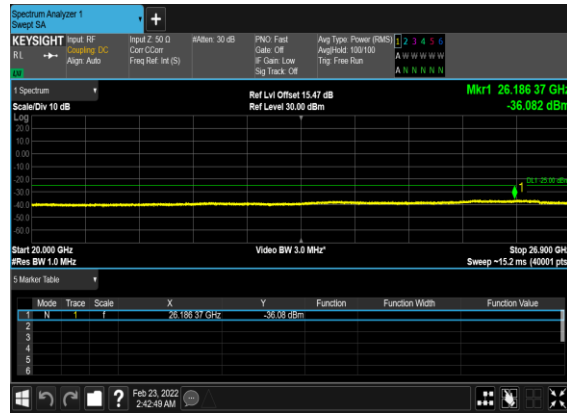 Spectrum Analyzer 1
Swept SA
+
KEYSIGHT Input: RF Input Z: 50 Ω #Atten: 30 dB PNO: Fast Avg Type: Power (RMS) 1 2 3 4 5 6
RL Coupling: DC Corr CCorr Gate: Off Avg|Hold: 100/100 A W W W W W
Align: Auto Freq Ref: Int (S) IF Gain: Low Trig: Free Run
Sig Track: Off A N N N N N
1 Spectrum Ref Lvl Offset 15.47 dB Mkr1 26.186 37 GHz
Scale/Div 10 dB Ref Level 30.00 dBm -36.082 dBm
Log
20.0
10.0
0.00
-10.0
-20.0
DL1 -25.00 dBm
1
-30.0
-40.0
-50.0
-60.0
Start 20.000 GHz Video BW 3.0 MHz* Stop 26.900 GHz
#Res BW 1.0 MHz Sweep ~15.2 ms (40001 pts)
5 Marker Table
Mode Trace Scale X Y Function Function Width Function Value
1 N 1 f 26.186 37 GHz -36.08 dBm
2
3
4
5
6
? Feb 23, 2022
2:42:49 AM